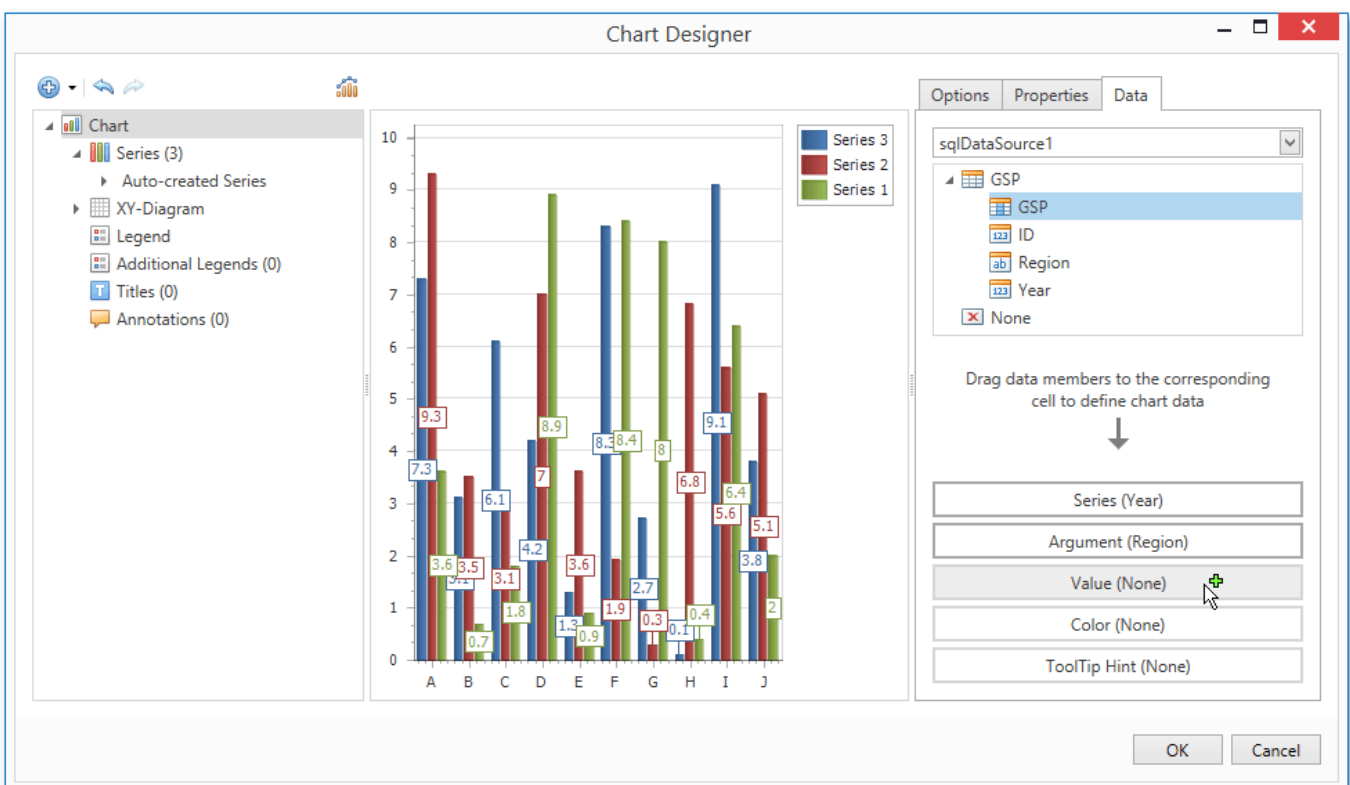 Chart Designer
Options
Properties
Data
Chart
Series (3)
Auto-created Series
XY-Diagram
Legend
Additional Legends (0)
Titles (0)
Annotations (0)
10
9
8
7
6
5
4
3
2
1
0
9.3
7.3
3.6
3.1
3.5
0.7
6.1
3.1
1.8
4.2
7
8.9
1.3
3.6
0.9
8.3
1.9
8.4
2.7
0.3
8
0.1
6.8
0.4
9.1
5.6
6.4
3.8
5.1
2
A B C D E F G H I J
Series 3
Series 2
Series 1
sqlDataSource1
GSP
GSP
123 ID
ab Region
123 Year
None
Drag data members to the corresponding
cell to define chart data
Series (Year)
Argument (Region)
Value (None)
Color (None)
ToolTip Hint (None)
OK
Cancel